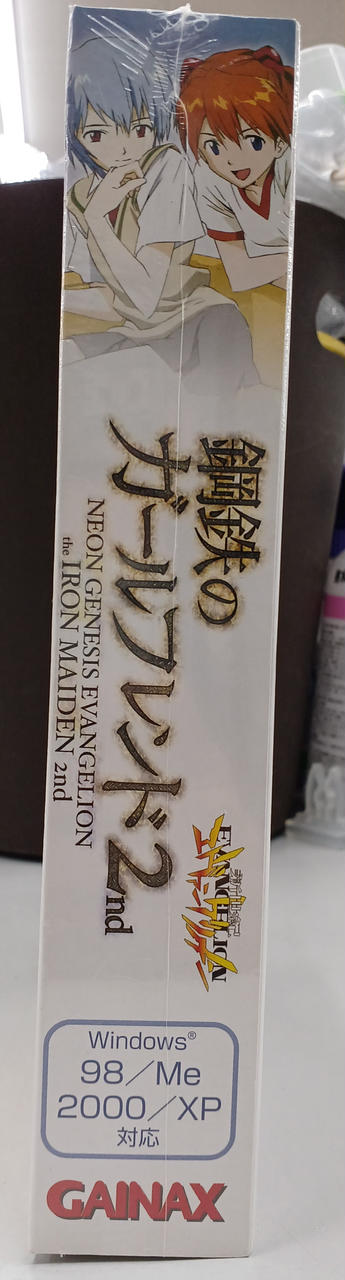 鋼鉄の
ガールフレンド2nd
NEON GENESIS EVANGELION
the IRON MAIDEN 2nd
新世紀
EVANGELION
エヴァンゲリオン
Windows®
98/Me
2000/XP
対応
GAINAX